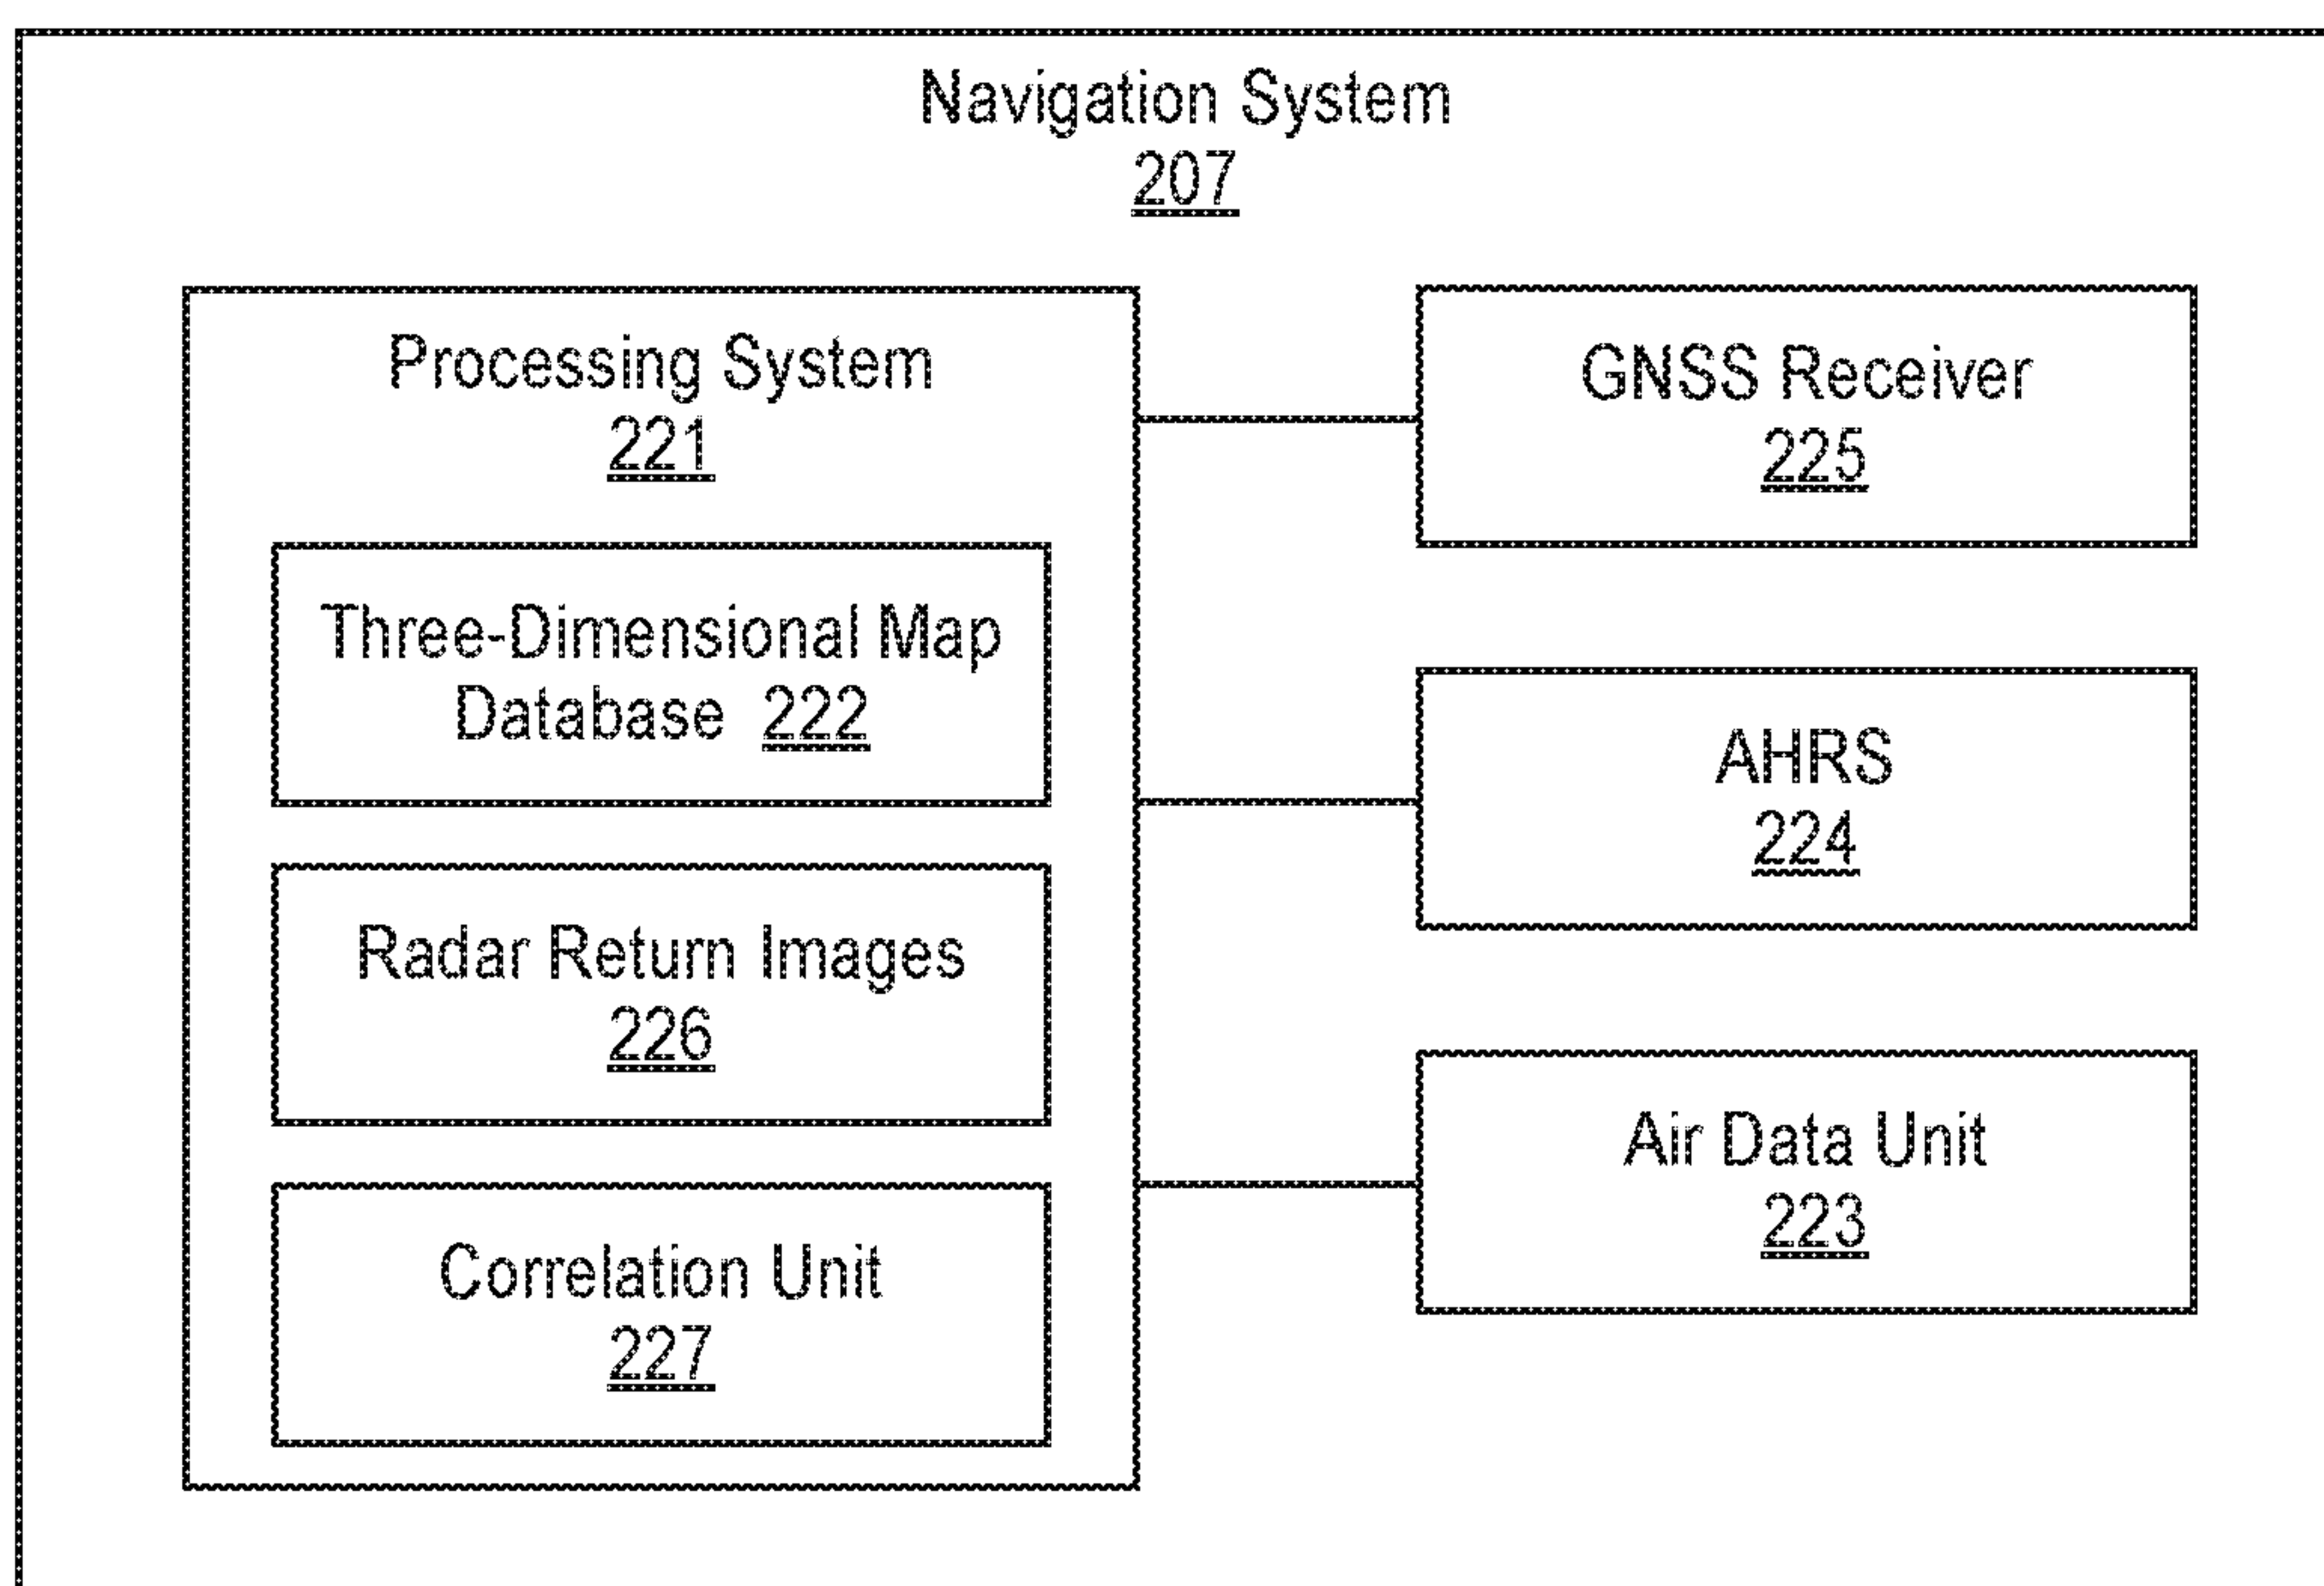 Navigation System
207
Processing System
221
Three-Dimensional Map
Database 222
Radar Return Images
226
Correlation Unit
227
GNSS Receiver
225
AHRS
224
Air Data Unit
223